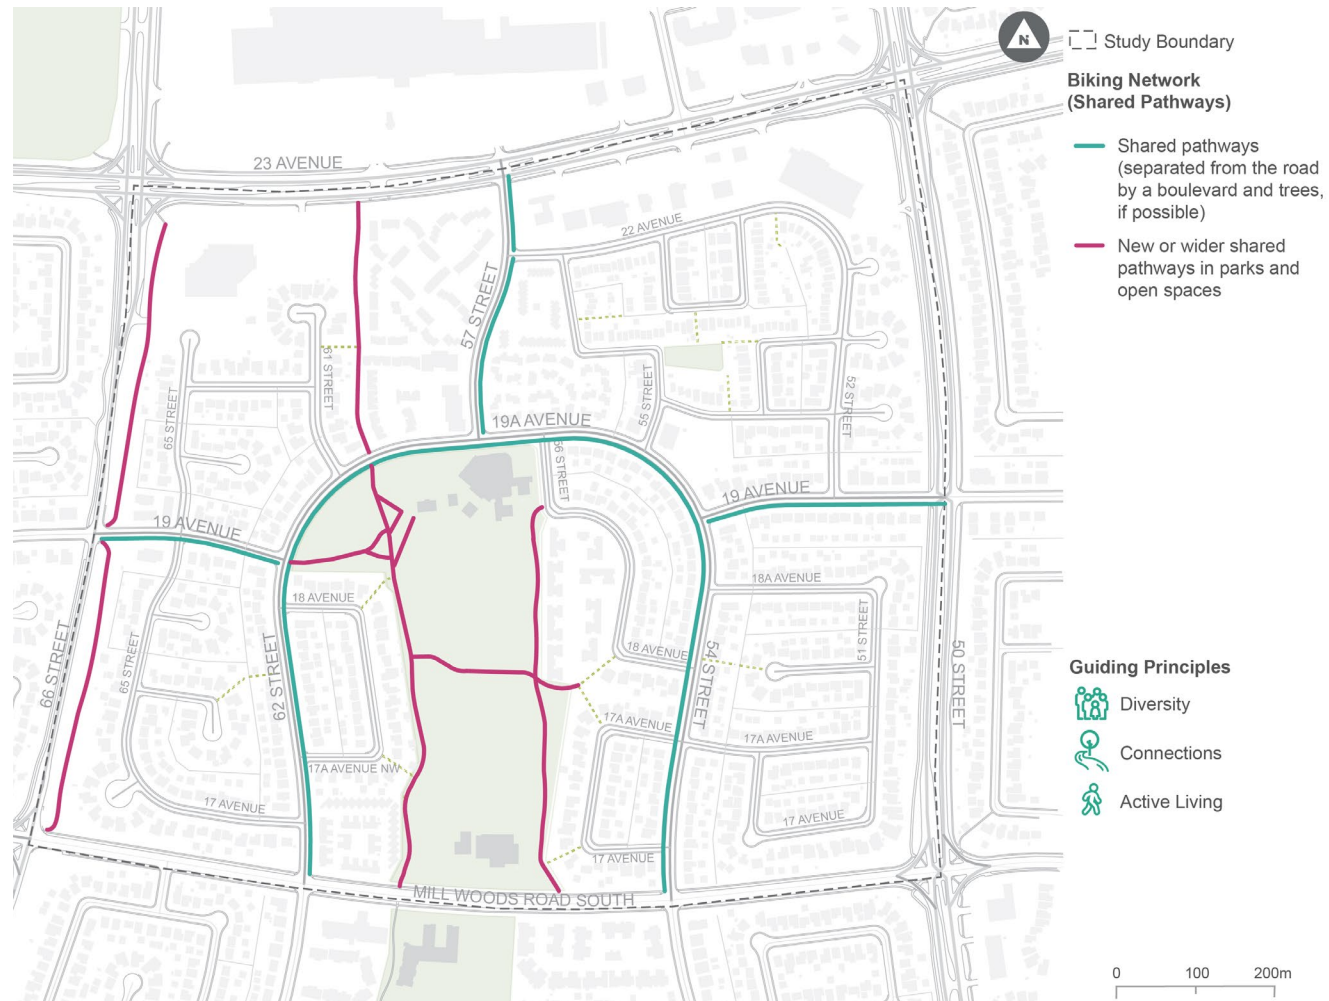 N
Study Boundary
Biking Network
(Shared Pathways)
Shared pathways
(separated from the road
by a boulevard and trees,
if possible)
New or wider shared
pathways in parks and
open spaces
23 AVENUE
22 AVENUE
57 STREET
61 STREET
65 STREET
55 STREET
52 STREET
19A AVENUE
56 STREET
19 AVENUE
19 AVENUE
18A AVENUE
18 AVENUE
51 STREET
66 STREET
65 STREET
62 STREET
18 AVENUE
54 STREET
50 STREET
17A AVENUE
17A AVENUE
17A AVENUE NW
17 AVENUE
17 AVENUE
17 AVENUE
MILL WOODS ROAD SOUTH
Guiding Principles
Diversity
Connections
Active Living
0 100 200m